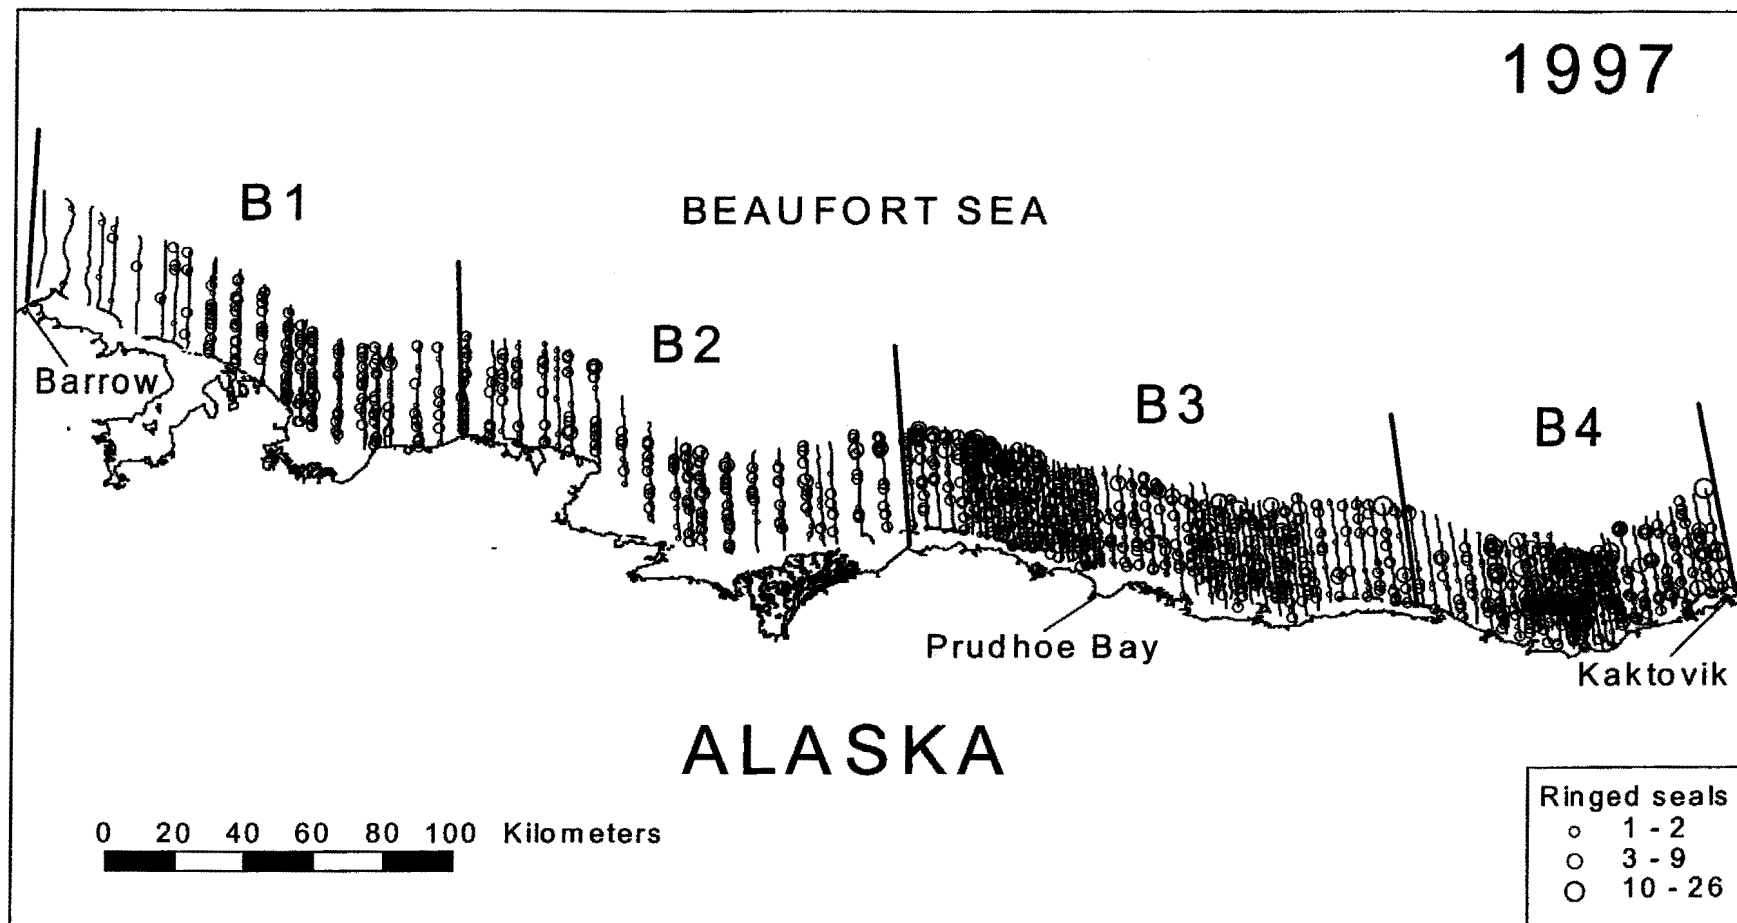 1997
B1
BEAUFORT SEA
B2
Barrow
B3
B4
Prudhoe Bay
Kaktovik
ALASKA
0 20 40 60 80 100 Kilometers
Ringed seals
1 - 2
3 - 9
10 - 26